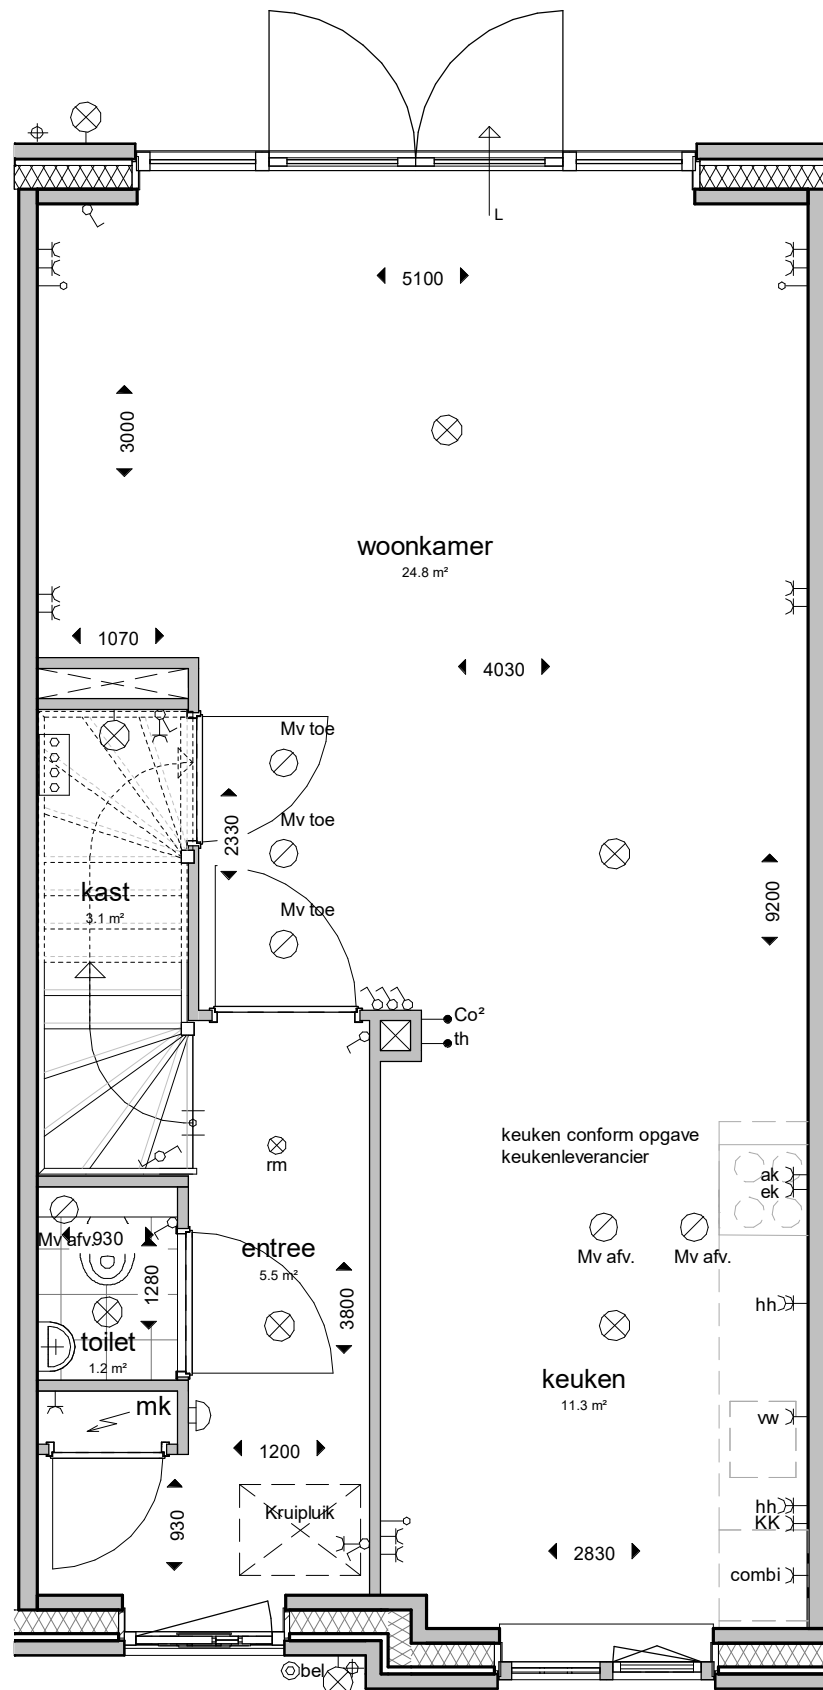 L
5100
3000
woonkamer
24.8 m²
1070
4030
Mv toe
2330
Mv toe
kast
3.1 m²
Mv toe
9200
Co²
th
keuken conform opgave
keukenleverancier
rm
ak
ek
Mv afv.
930
entree
5.5 m²
Mv afv.
Mv afv.
1280
3800
hh
toilet
1.2 m²
keuken
11.3 m²
mk
vw
1200
930
Kruipluik
hh
KK
2830
combi
bel